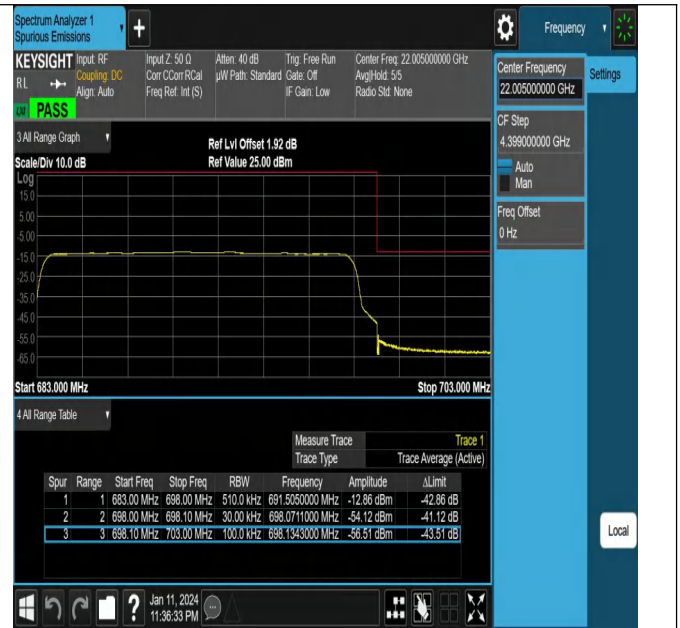 Spectrum Analyzer 1
Spurious Emissions
+
Frequency
KEYSIGHT Input: RF Input Z: 50 Ω Atten: 40 dB Trig: Free Run Center Freq: 22.005000000 GHz
RL Coupling: DC Corr CCorr RCal µW Path: Standard Gate: Off Avg|Hold: 5/5
Align: Auto Freq Ref: Int (S) IF Gain: Low Radio Std: None
LXI PASS
Center Frequency
22.005000000 GHz
Settings
CF Step
4.399000000 GHz
Auto
Man
Freq Offset
0 Hz
3 All Range Graph
Ref Lvl Offset 1.92 dB
Scale/Div 10.0 dB Ref Value 25.00 dBm
Log
15.0
5.00
-5.00
-15.0
-25.0
-35.0
-45.0
-55.0
-65.0
Start 683.000 MHz Stop 703.000 MHz
4 All Range Table
Measure Trace Trace 1
Trace Type Trace Average (Active)
Spur Range Start Freq Stop Freq RBW Frequency Amplitude ΔLimit
1 1 683.00 MHz 698.00 MHz 510.0 kHz 691.5050000 MHz -12.86 dBm -42.86 dB
2 2 698.00 MHz 698.10 MHz 30.00 kHz 698.0711000 MHz -54.12 dBm -41.12 dB
3 3 698.10 MHz 703.00 MHz 100.0 kHz 698.1343000 MHz -56.51 dBm -43.51 dB
Local
? Jan 11, 2024
11:36:33 PM